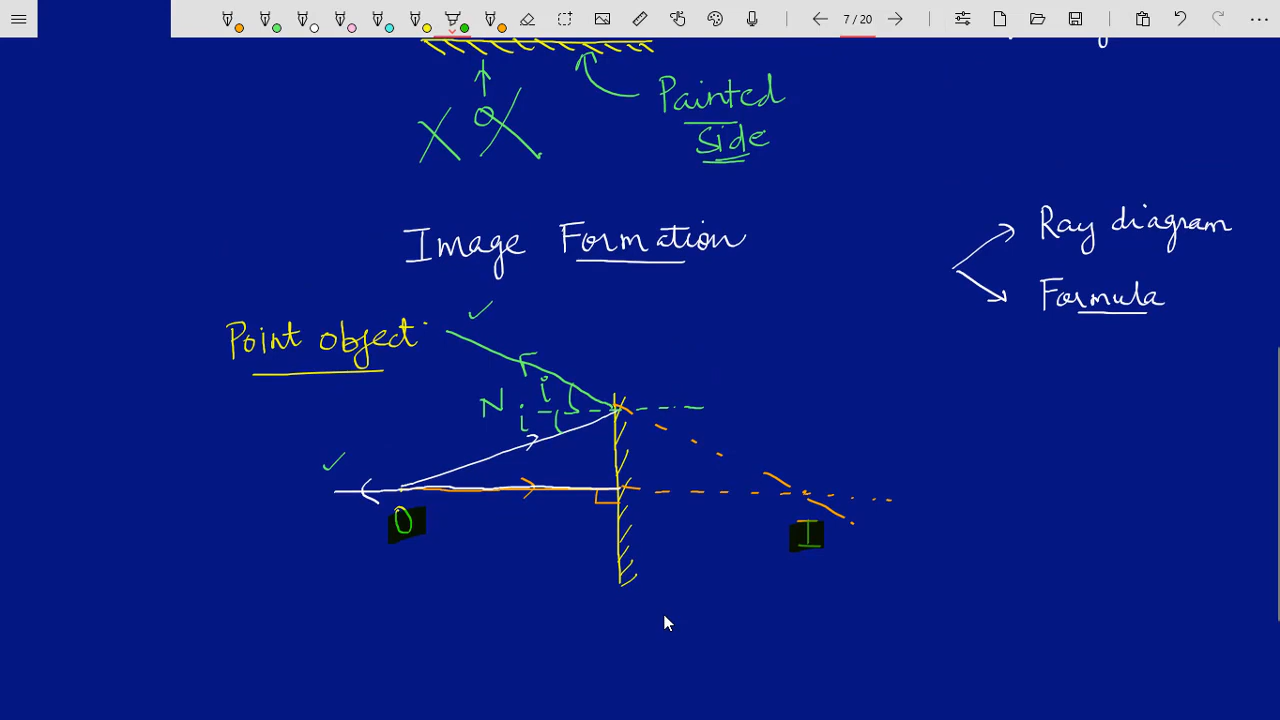 7 / 20
Painted
Side
Image Formation
Ray diagram
Formula
Point object
i
N
i
O
I